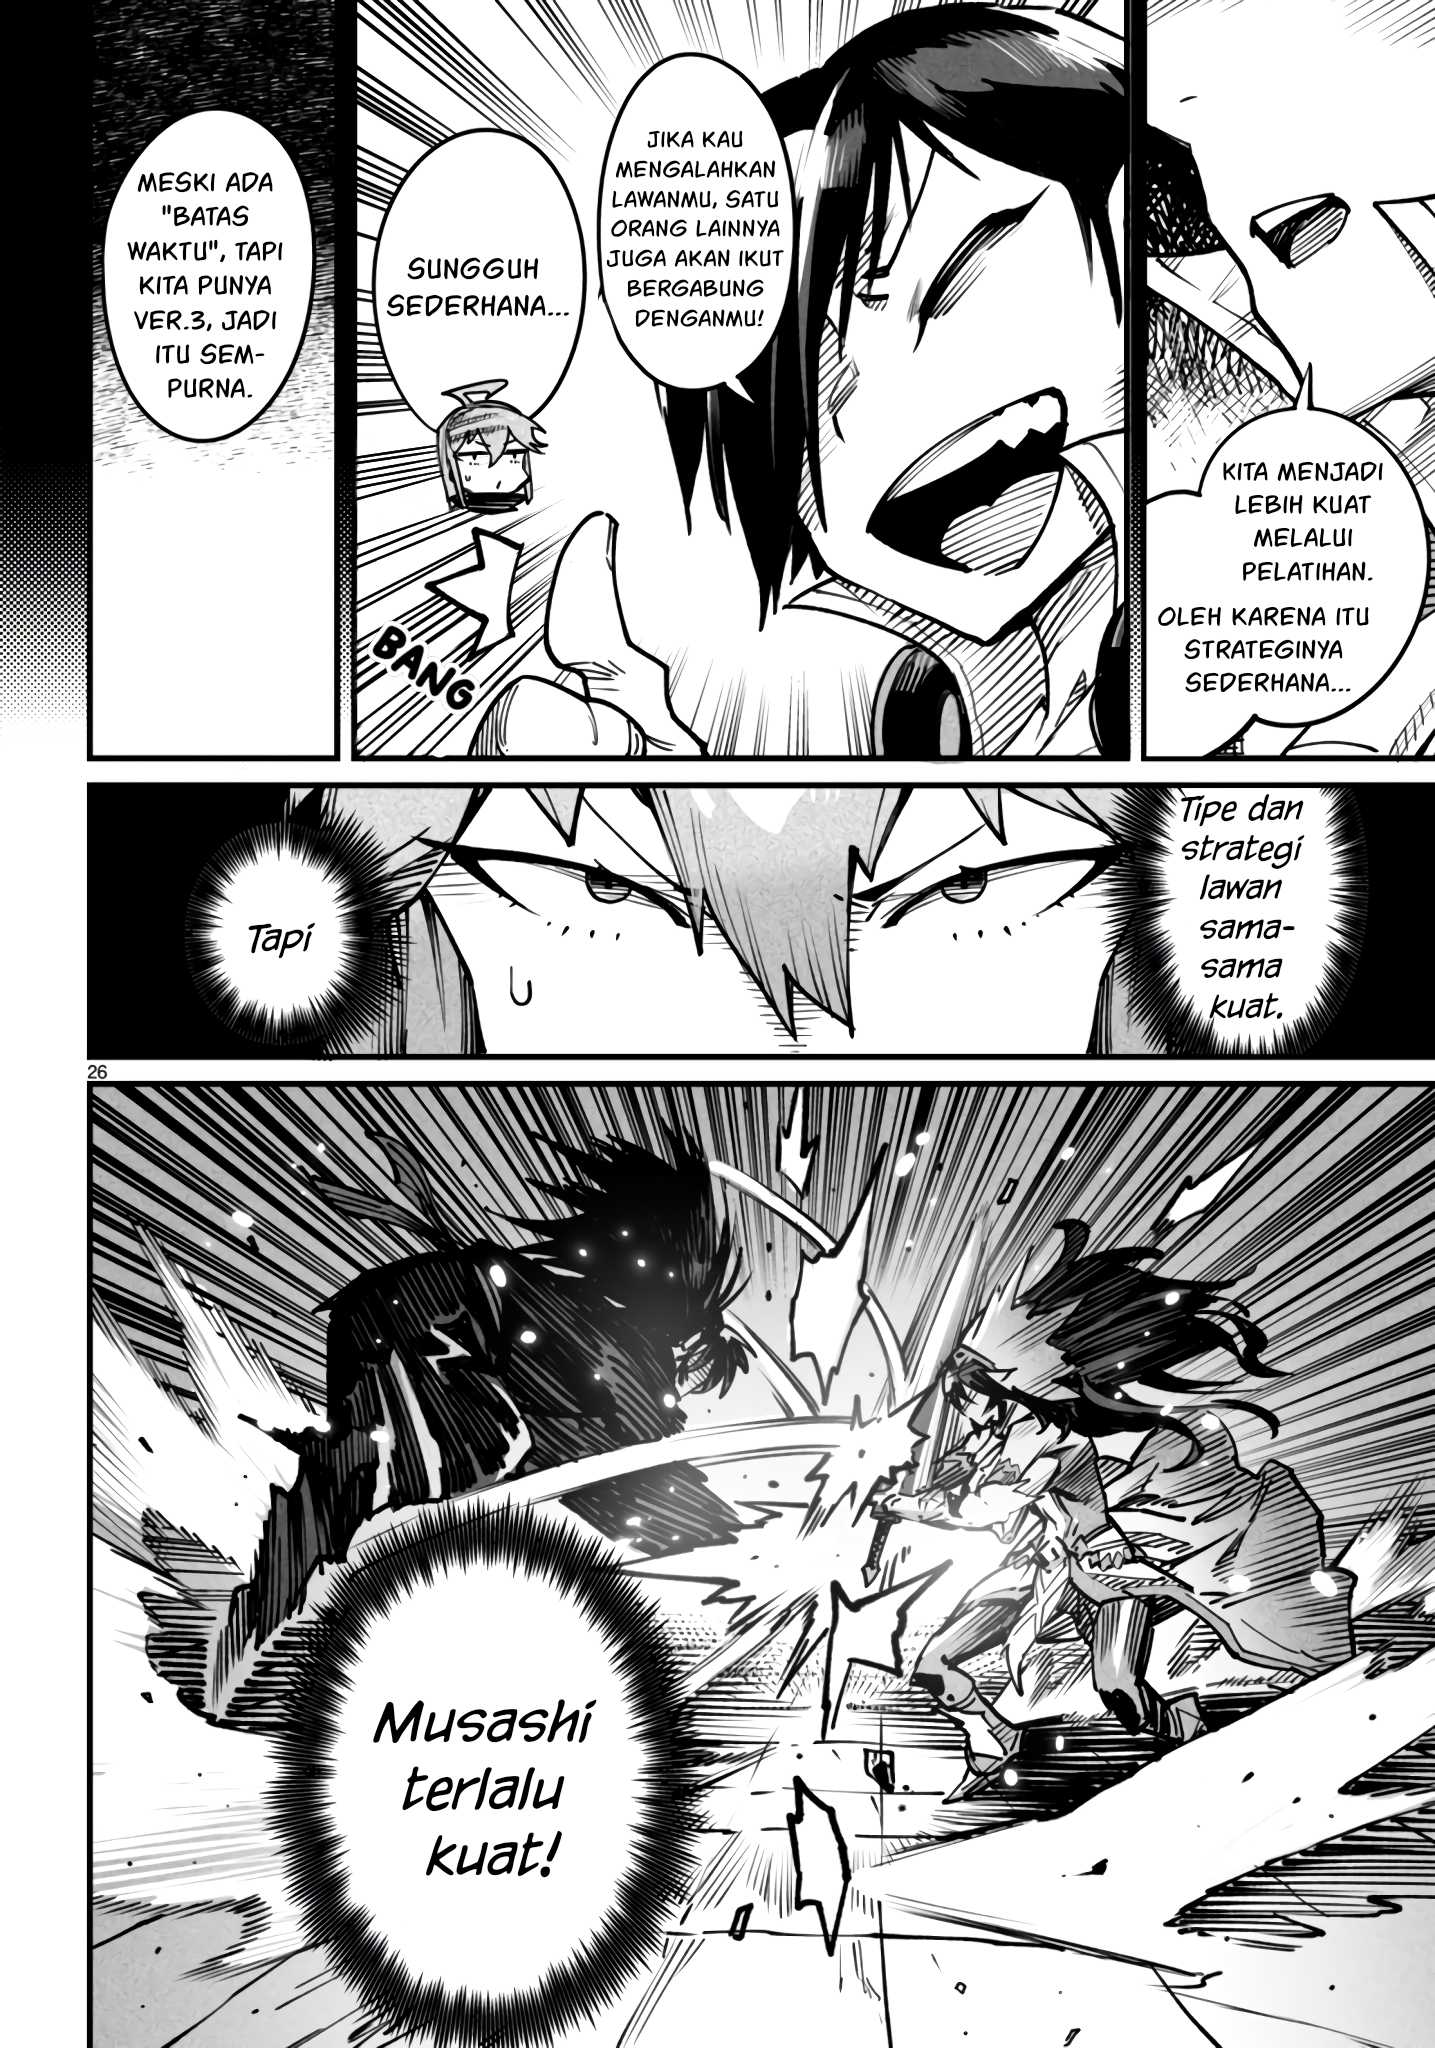 KITA MENJADI
LEBIH KUAT
MELALUI
PELATIHAN.
OLEH KARENA ITU
STRATEGINYA
SEDERHANA...
JIKA KAU
MENGALAHKAN
LAWANMU, SATU
ORANG LAINNYA
JUGA AKAN IKUT
BERGABUNG
DENGANMU!
SUNGGUH
SEDERHANA...
BANG
MESKI ADA
"BATAS
WAKTU", TAPI
KITA PUNYA
VER.3, JADI
ITU SEM-
PURNA.
Tipe dan
strategi
lawan
sama-
sama
kuat.
Tapi
26
Musashi
terlalu
kuat!